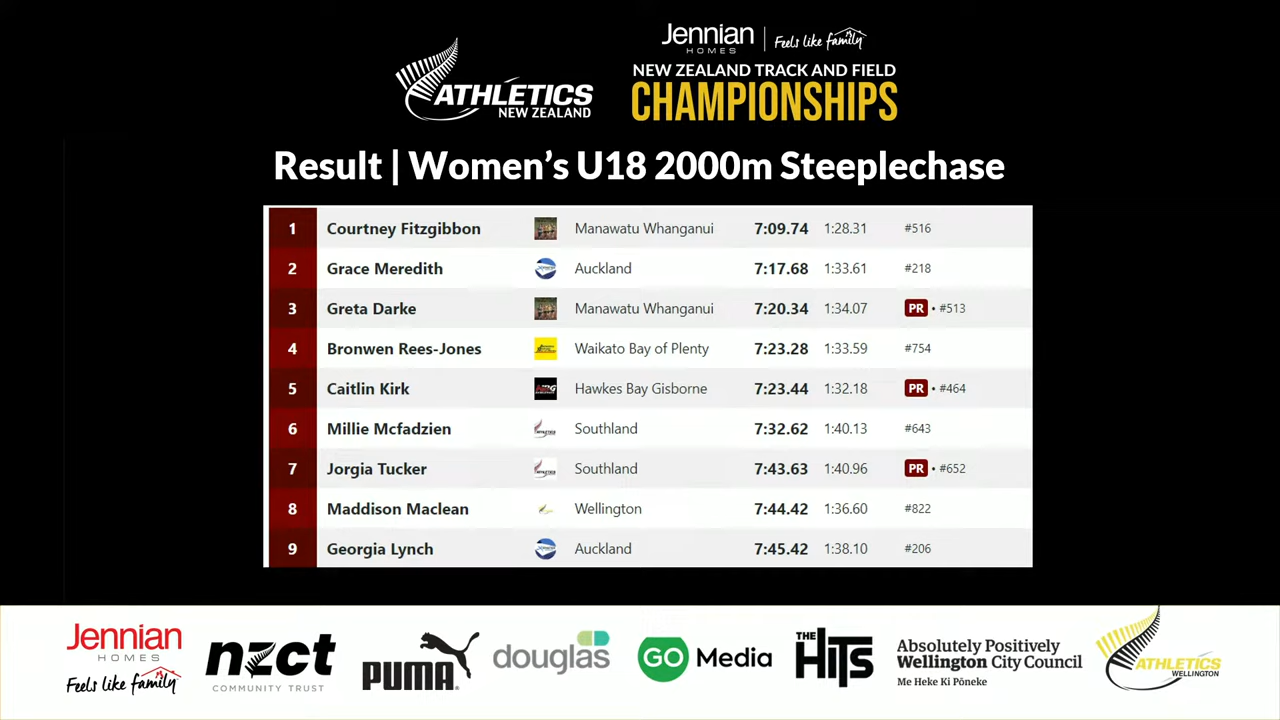 Jennian
HOMES
Feels like family
ATHLETICS
NEW ZEALAND
NEW ZEALAND TRACK AND FIELD
CHAMPIONSHIPS
Result | Women's U18 2000m Steeplechase
1 Courtney Fitzgibbon Manawatu Whanganui 7:09.74 1:28.31 #516
2 Grace Meredith Auckland 7:17.68 1:33.61 #218
3 Greta Darke Manawatu Whanganui 7:20.34 1:34.07 PR • #513
4 Bronwen Rees-Jones Waikato Bay of Plenty 7:23.28 1:33.59 #754
5 Caitlin Kirk Hawkes Bay Gisborne 7:23.44 1:32.18 PR • #464
6 Millie Mcfadzien Southland 7:32.62 1:40.13 #643
7 Jorgia Tucker Southland 7:43.63 1:40.96 PR • #652
8 Maddison Maclean Wellington 7:44.42 1:36.60 #822
9 Georgia Lynch Auckland 7:45.42 1:38.10 #206
Jennian
HOMES
Feels like family
nzct
COMMUNITY TRUST
PUMA
douglas
GO Media
THE
HITS
Absolutely Positively
Wellington City Council
Me Heke Ki Pōneke
ATHLETICS
WELLINGTON